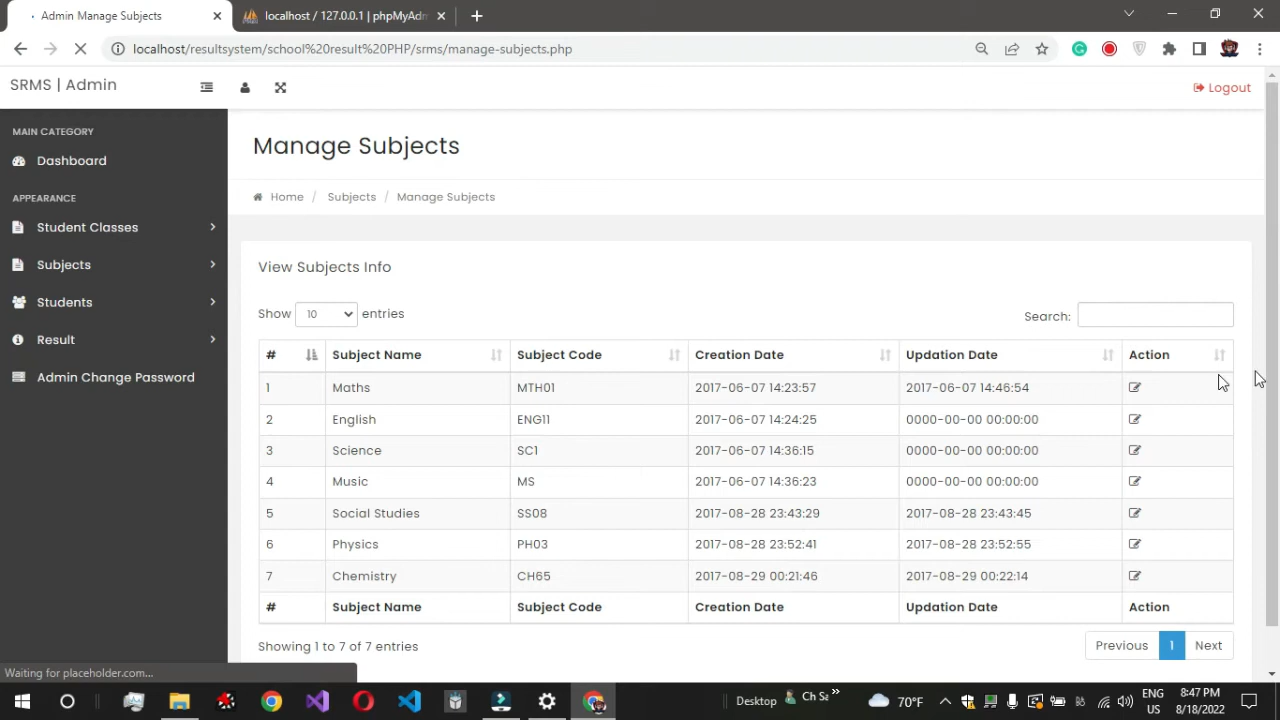 Admin Manage Subjects
localhost / 127.0.0.1 | phpMyAdm
localhost/resultsystem/school%20result%20PHP/srms/manage-subjects.php
SRMS | Admin
Logout
MAIN CATEGORY
Dashboard
APPEARANCE
Student Classes
Subjects
Students
Result
Admin Change Password
Manage Subjects
Home / Subjects / Manage Subjects
View Subjects Info
Show 10 entries
Search:
# Subject Name Subject Code Creation Date Updation Date Action
1 Maths MTH01 2017-06-07 14:23:57 2017-06-07 14:46:54
2 English ENG11 2017-06-07 14:24:25 0000-00-00 00:00:00
3 Science SC1 2017-06-07 14:36:15 0000-00-00 00:00:00
4 Music MS 2017-06-07 14:36:23 0000-00-00 00:00:00
5 Social Studies SS08 2017-08-28 23:43:29 2017-08-28 23:43:45
6 Physics PH03 2017-08-28 23:52:41 2017-08-28 23:52:55
7 Chemistry CH65 2017-08-29 00:21:46 2017-08-29 00:22:14
# Subject Name Subject Code Creation Date Updation Date Action
Showing 1 to 7 of 7 entries
Previous 1 Next
Waiting for placeholder.com...
Desktop
Ch Sa
70°F
ENG
US
8:47 PM
8/18/2022